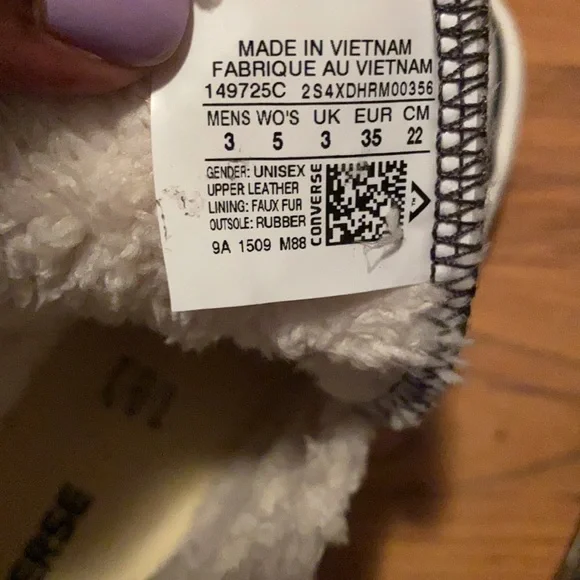 MADE IN VIETNAM
FABRIQUE AU VIETNAM
149725C 2S4XDHRM00356
MENS WO'S UK EUR CM
3 5 3 35 22
GENDER: UNISEX
UPPER LEATHER
LINING: FAUX FUR
OUTSOLE: RUBBER
9A 1509 M88
CONVERSE